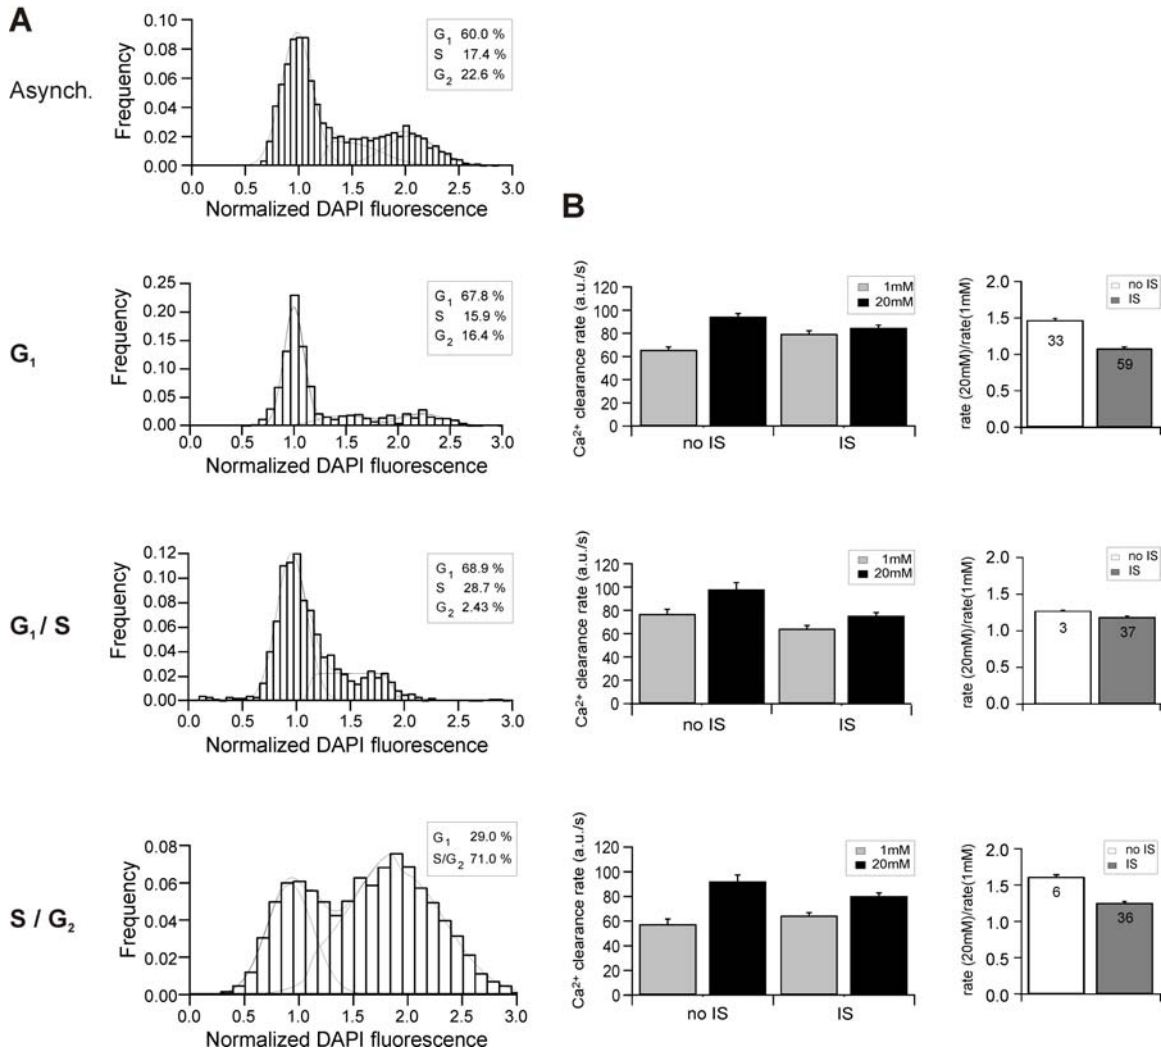 A
Asynch.
Frequency
0.10
0.08
0.06
0.04
0.02
0.00
G1 60.0 %
S 17.4 %
G2 22.6 %
0.0 0.5 1.0 1.5 2.0 2.5 3.0
Normalized DAPI fluorescence
G1
Frequency
0.25
0.20
0.15
0.10
0.05
0.00
G1 67.8 %
S 15.9 %
G2 16.4 %
0.0 0.5 1.0 1.5 2.0 2.5 3.0
Normalized DAPI fluorescence
G1 / S
Frequency
0.12
0.10
0.08
0.06
0.04
0.02
0.00
G1 68.9 %
S 28.7 %
G2 2.43 %
0.0 0.5 1.0 1.5 2.0 2.5 3.0
Normalized DAPI fluorescence
S / G2
Frequency
0.08
0.06
0.04
0.02
0.00
G1 29.0 %
S/G2 71.0 %
0.0 0.5 1.0 1.5 2.0 2.5 3.0
Normalized DAPI fluorescence
B
Ca2+ clearance rate (a.u./s)
120
100
80
60
40
20
0
1mM
20mM
no IS IS
rate (20mM)/rate(1mM)
2.0
1.5
1.0
0.5
0.0
no IS
IS
33
59
Ca2+ clearance rate (a.u./s)
120
100
80
60
40
20
0
1mM
20mM
no IS IS
rate (20mM)/rate(1mM)
2.0
1.5
1.0
0.5
0.0
no IS
IS
3
37
Ca2+ clearance rate (a.u./s)
120
100
80
60
40
20
0
1mM
20mM
no IS IS
rate (20mM)/rate(1mM)
2.0
1.5
1.0
0.5
0.0
no IS
IS
6
36